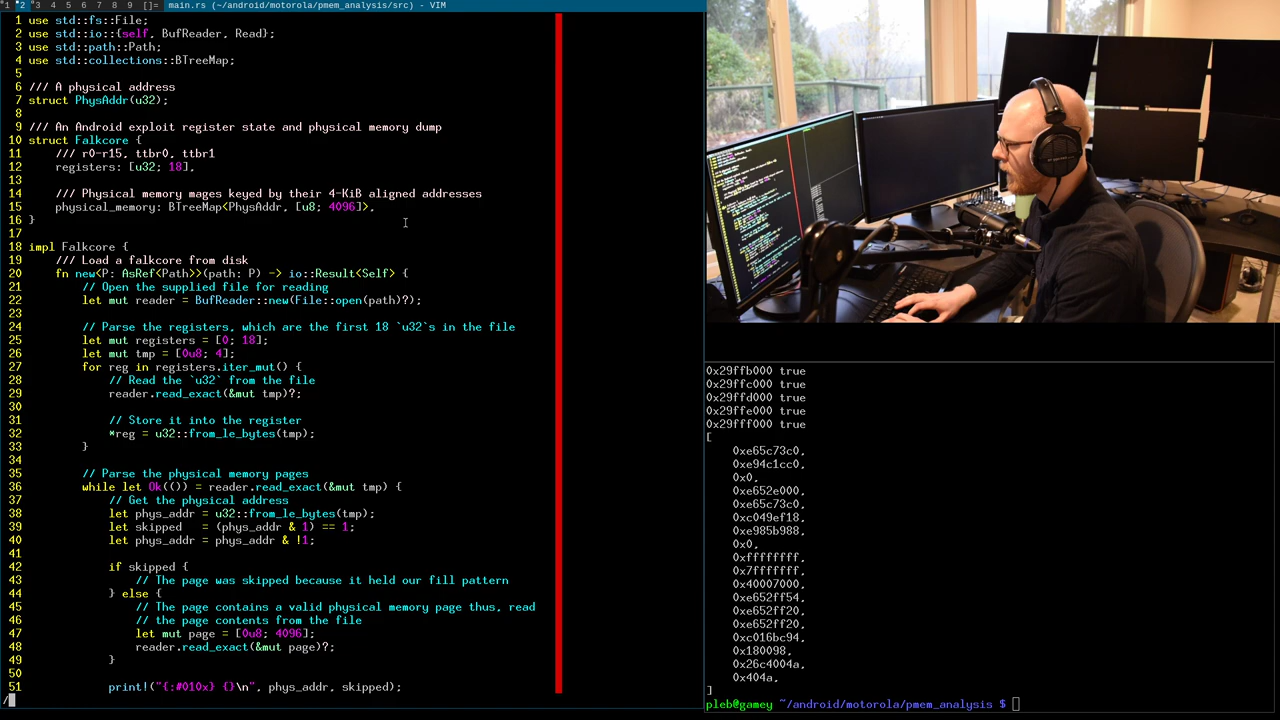 1 2 3 4 5 6 7 8 9 []= main.rs (~/android/motorola/pmem_analysis/src) - VIM
1 use std::fs::File;
2 use std::io::{self, BufReader, Read};
3 use std::path::Path;
4 use std::collections::BTreeMap;
5
6 /// A physical address
7 struct PhysAddr(u32);
8
9 /// An Android exploit register state and physical memory dump
10 struct Falkcore {
11 /// r0-r15, ttbr0, ttbr1
12 registers: [u32; 18],
13
14 /// Physical memory mages keyed by their 4-KiB aligned addresses
15 physical_memory: BTreeMap<PhysAddr, [u8; 4096]>,
16 }
17
18 impl Falkcore {
19 /// Load a falkcore from disk
20 fn new<P: AsRef<Path>>(path: P) -> io::Result<Self> {
21 // Open the supplied file for reading
22 let mut reader = BufReader::new(File::open(path)?);
23
24 // Parse the registers, which are the first 18 `u32`s in the file
25 let mut registers = [0; 18];
26 let mut tmp = [0u8; 4];
27 for reg in registers.iter_mut() {
28 // Read the `u32` from the file
29 reader.read_exact(&mut tmp)?;
30
31 // Store it into the register
32 *reg = u32::from_le_bytes(tmp);
33 }
34
35 // Parse the physical memory pages
36 while let Ok(()) = reader.read_exact(&mut tmp) {
37 // Get the physical address
38 let phys_addr = u32::from_le_bytes(tmp);
39 let skipped = (phys_addr & 1) == 1;
40 let phys_addr = phys_addr & !1;
41
42 if skipped {
43 // The page was skipped because it held our fill pattern
44 } else {
45 // The page contains a valid physical memory page thus, read
46 // the page contents from the file
47 let mut page = [0u8; 4096];
48 reader.read_exact(&mut page)?;
49 }
50
51 print!("{:#010x} {}\n", phys_addr, skipped);
/
0x29ffb000 true
0x29ffc000 true
0x29ffd000 true
0x29ffe000 true
0x29fff000 true
[
0xe65c73c0,
0xe94c1cc0,
0x0,
0xe652e000,
0xe65c73c0,
0xc049ef18,
0xe985b988,
0x0,
0xffffffff,
0x7fffffff,
0x40007000,
0xe652ff54,
0xe652ff20,
0xe652ff20,
0xc016bc94,
0x180098,
0x26c4004a,
0x404a,
]
pleb@gamey ~/android/motorola/pmem_analysis $